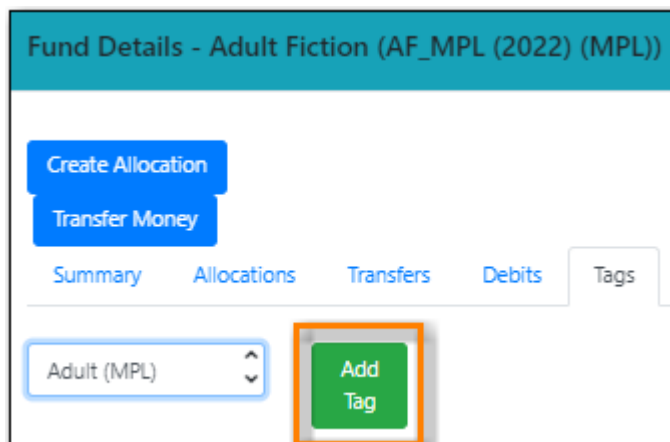 Fund Details - Adult Fiction (AF_MPL (2022) (MPL))
Create Allocation
Transfer Money
Summary Allocations Transfers Debits Tags
Adult (MPL)
Add
Tag